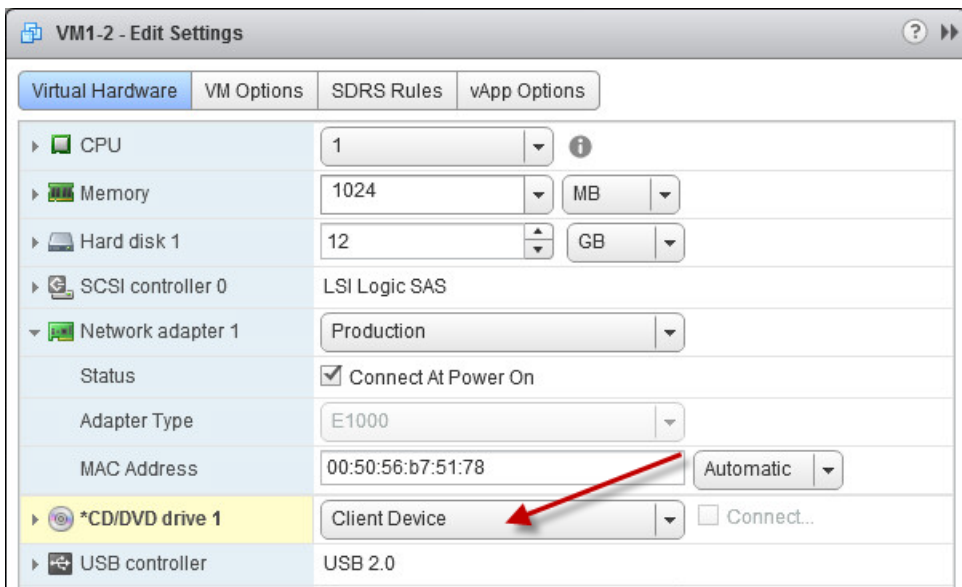 VM1-2 - Edit Settings ?
Virtual Hardware VM Options SDRS Rules vApp Options
CPU 1
Memory 1024 MB
Hard disk 1 12 GB
SCSI controller 0 LSI Logic SAS
Network adapter 1 Production
Status Connect At Power On
Adapter Type E1000
MAC Address 00:50:56:b7:51:78 Automatic
*CD/DVD drive 1 Client Device Connect...
USB controller USB 2.0